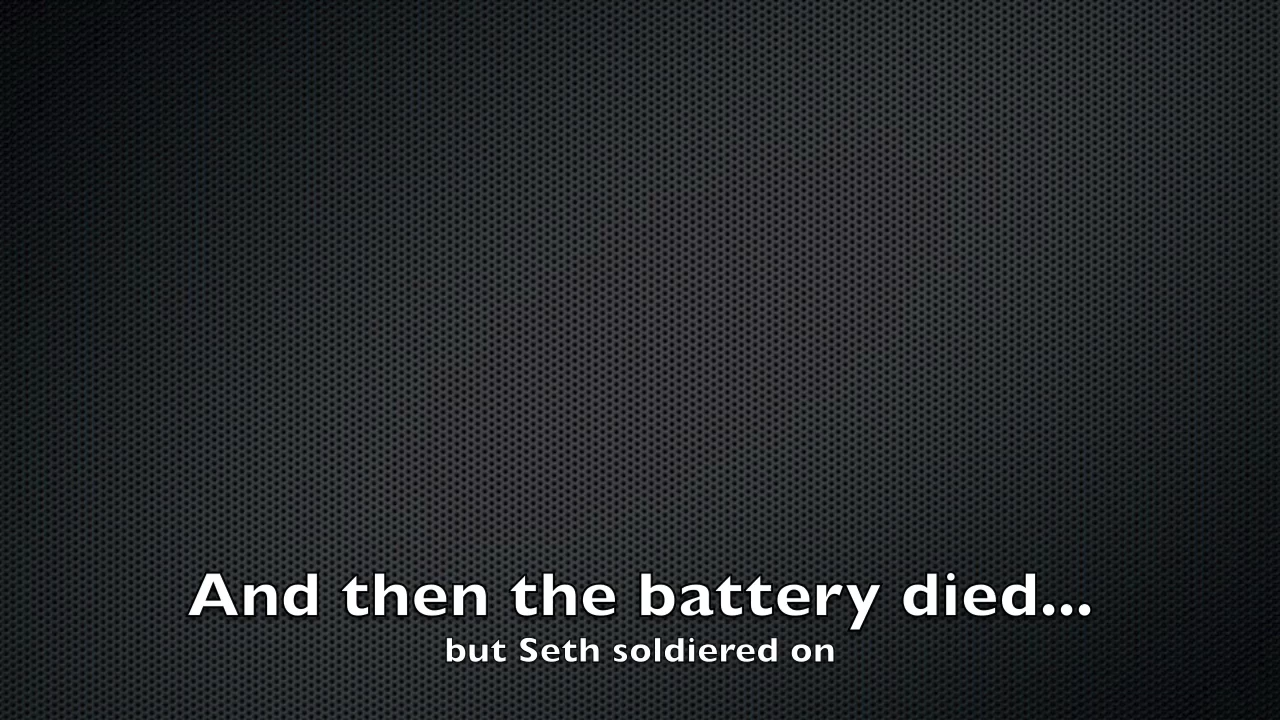 And then the battery died...
but Seth soldiered on